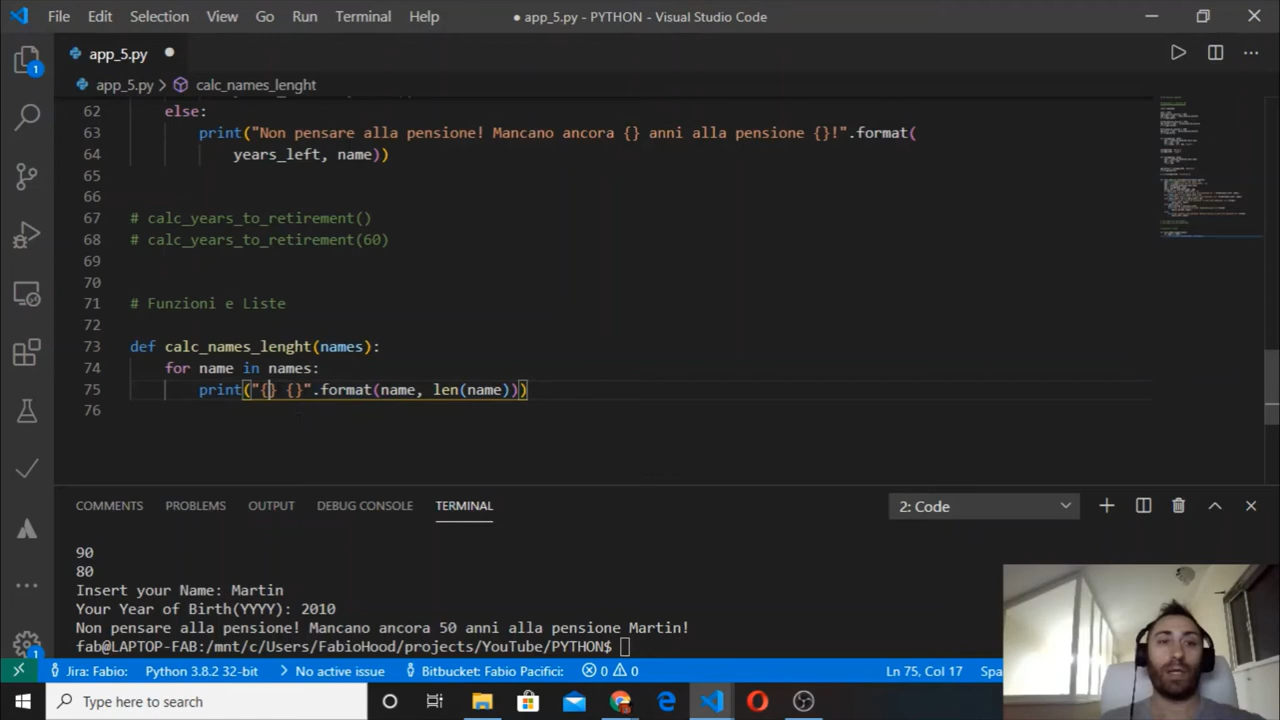 File Edit Selection View Go Run Terminal Help
● app_5.py - PYTHON - Visual Studio Code
app_5.py ●
app_5.py > calc_names_lenght
62 else:
63 print("Non pensare alla pensione! Mancano ancora {} anni alla pensione {}!".format(
64 years_left, name))
65
66
67 # calc_years_to_retirement()
68 # calc_years_to_retirement(60)
69
70
71 # Funzioni e Liste
72
73 def calc_names_lenght(names):
74 for name in names:
75 print("{} {}".format(name, len(name)))
76
COMMENTS PROBLEMS OUTPUT DEBUG CONSOLE TERMINAL 2: Code
90
80
Insert your Name: Martin
Your Year of Birth(YYYY): 2010
Non pensare alla pensione! Mancano ancora 50 anni alla pensione Martin!
fab@LAPTOP-FAB:/mnt/c/Users/FabioHood/projects/YouTube/PYTHON$
Jira: Fabio: Python 3.8.2 32-bit No active issue Bitbucket: Fabio Pacifici: 0 0 Ln 75, Col 17 Spa
Type here to search